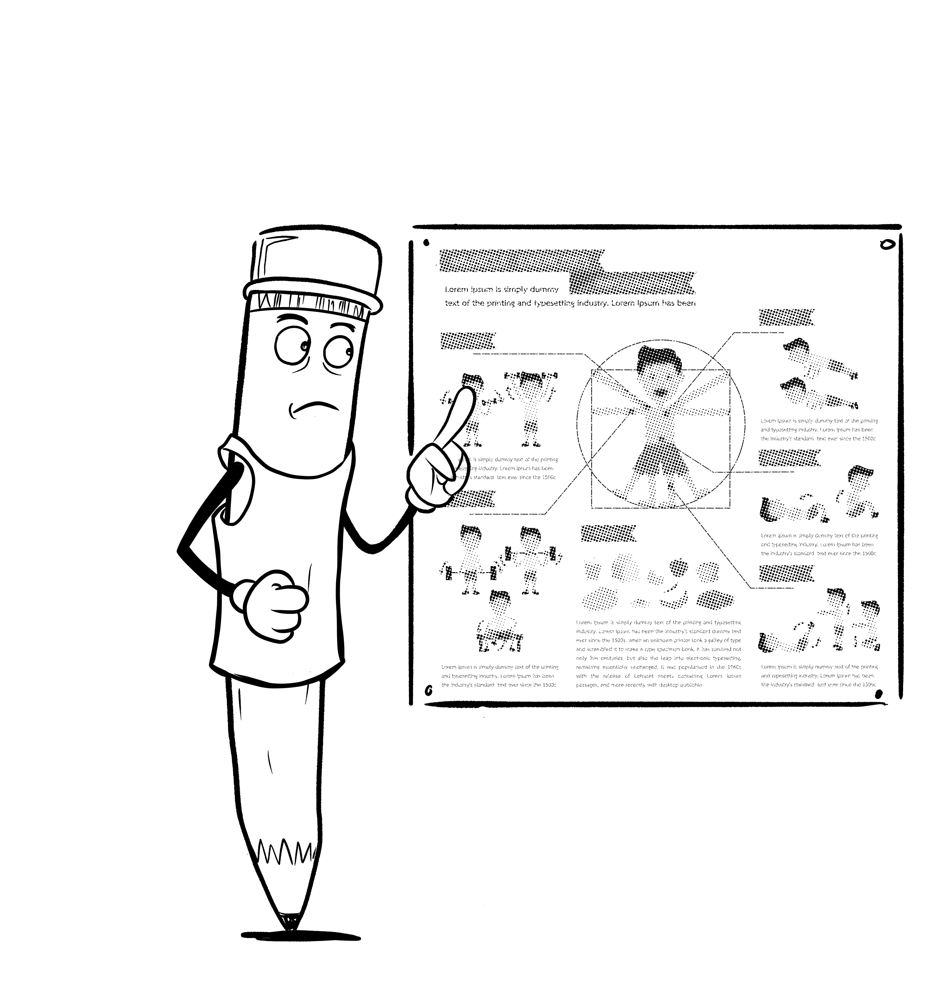 Lorem Ipsum is simply dummy
text of the printing and typesetting industry. Lorem Ipsum has been
Lorem Ipsum is simply dummy text of the printing
and typesetting industry. Lorem Ipsum has been
the industry's standard text ever since the 1500s
is simply dummy text of the printing
industry. Lorem Ipsum has been
text ever since the 1500s
Lorem Ipsum is simply dummy text of the printing
and typesetting industry. Lorem Ipsum has been
the industry's standard text ever since the 1500s
Lorem Ipsum is simply dummy text of the printing and typesetting
industry. Lorem Ipsum has been the industry's standard dummy text
ever since the 1500s, when an unknown printer took a galley of type
and scrambled it to make a type specimen book. It has survived not
only five centuries, but also the leap into electronic typesetting,
remaining essentially unchanged. It was popularised in the 1960s
with the release of Letraset sheets containing Lorem Ipsum
passages, and more recently with desktop publishin
Lorem Ipsum is simply dummy text of the printing
and typesetting industry. Lorem Ipsum has been
the industry's standard text ever since the 1500s
Lorem Ipsum is simply dummy text of the printing
and typesetting industry. Lorem Ipsum has been
the industry's standard text ever since the 1500s